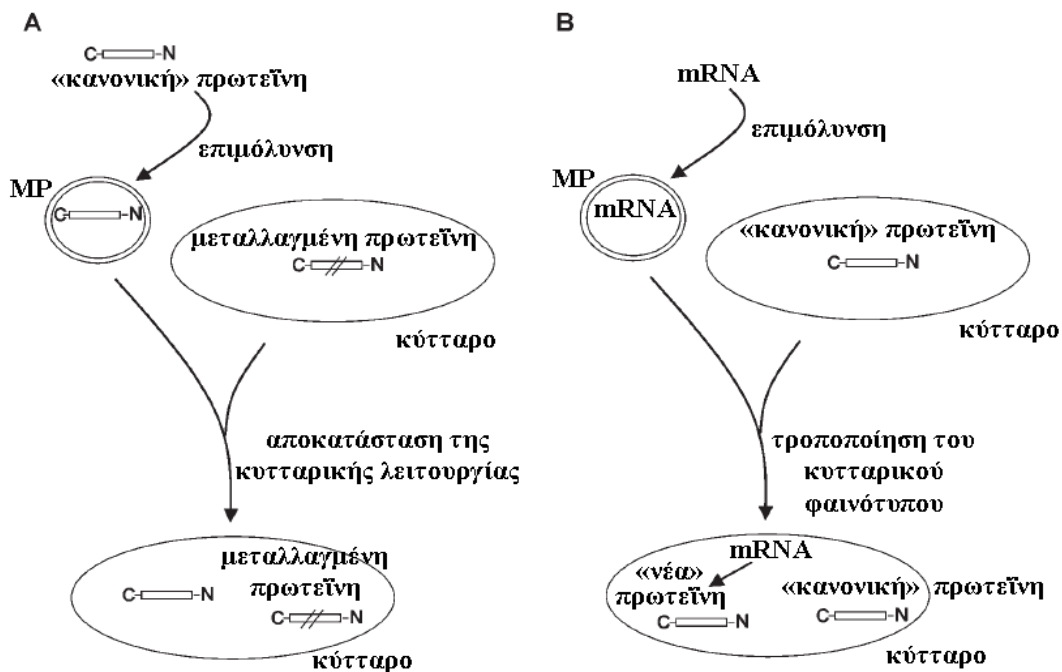 A
C -N
«κανονική» πρωτεΐνη
επιμόλυνση
MP
C -N
μεταλλαγμένη πρωτεΐνη
C -N
κύτταρο
αποκατάσταση της
κυτταρικής λειτουργίας
μεταλλαγμένη
πρωτεΐνη
C -N
C -N
κύτταρο
B
mRNA
επιμόλυνση
MP
mRNA
«κανονική» πρωτεΐνη
C -N
κύτταρο
τροποποίηση του
κυτταρικού
φαινότυπου
mRNA
«νέα»
πρωτεΐνη
«κανονική» πρωτεΐνη
C -N
C -N
κύτταρο